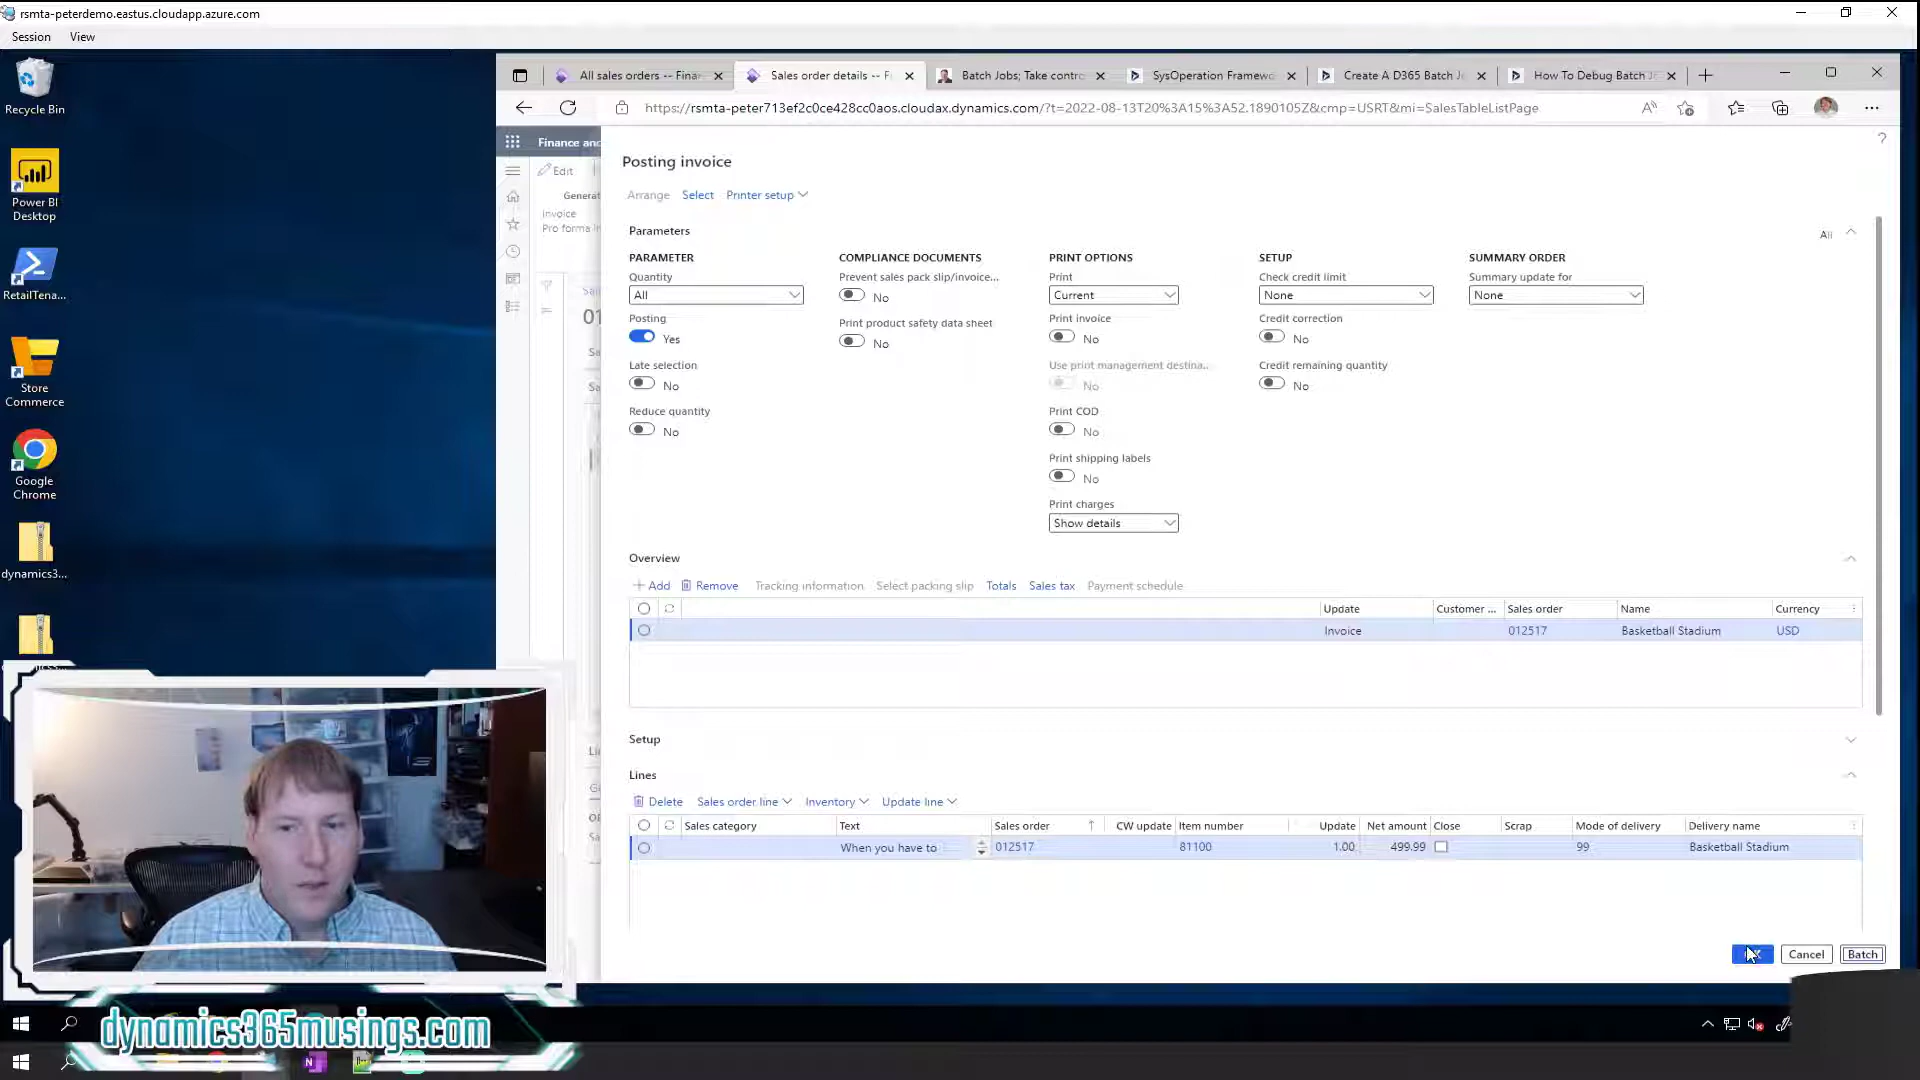 rsmta-peterdemo.eastus.cloudapp.azure.com
Session View
Recycle Bin
Power BI
Desktop
RetailTena...
Store
Commerce
Google
Chrome
dynamics3...
All sales orders -- Finan
Sales order details -- F
Batch Jobs; Take contro
SysOperation Framewo
Create A D365 Batch J
How To Debug Batch J
https://rsmta-peter713ef2c0ce428cc0aos.cloudax.dynamics.com/?t=2022-08-13T20%3A15%3A52.1890105Z&cmp=USRT&mi=SalesTableListPage
Finance and
Edit
Generat
Invoice
Pro forma in
Posting invoice
Arrange Select Printer setup
Parameters
All
PARAMETER
Quantity
All
Posting
Yes
Late selection
No
Reduce quantity
No
COMPLIANCE DOCUMENTS
Prevent sales pack slip/invoice...
No
Print product safety data sheet
No
PRINT OPTIONS
Print
Current
Print invoice
No
Use print management destina...
No
Print COD
No
Print shipping labels
No
Print charges
Show details
SETUP
Check credit limit
None
Credit correction
No
Credit remaining quantity
No
SUMMARY ORDER
Summary update for
None
Overview
Add Remove Tracking information Select packing slip Totals Sales tax Payment schedule
Update Customer ... Sales order Name Currency
Invoice 012517 Basketball Stadium USD
Setup
Lines
Delete Sales order line Inventory Update line
Sales category Text Sales order CW update Item number Update Net amount Close Scrap Mode of delivery Delivery name
When you have to 012517 81100 1.00 499.99 99 Basketball Stadium
Cancel Batch
dynamics365musings.com